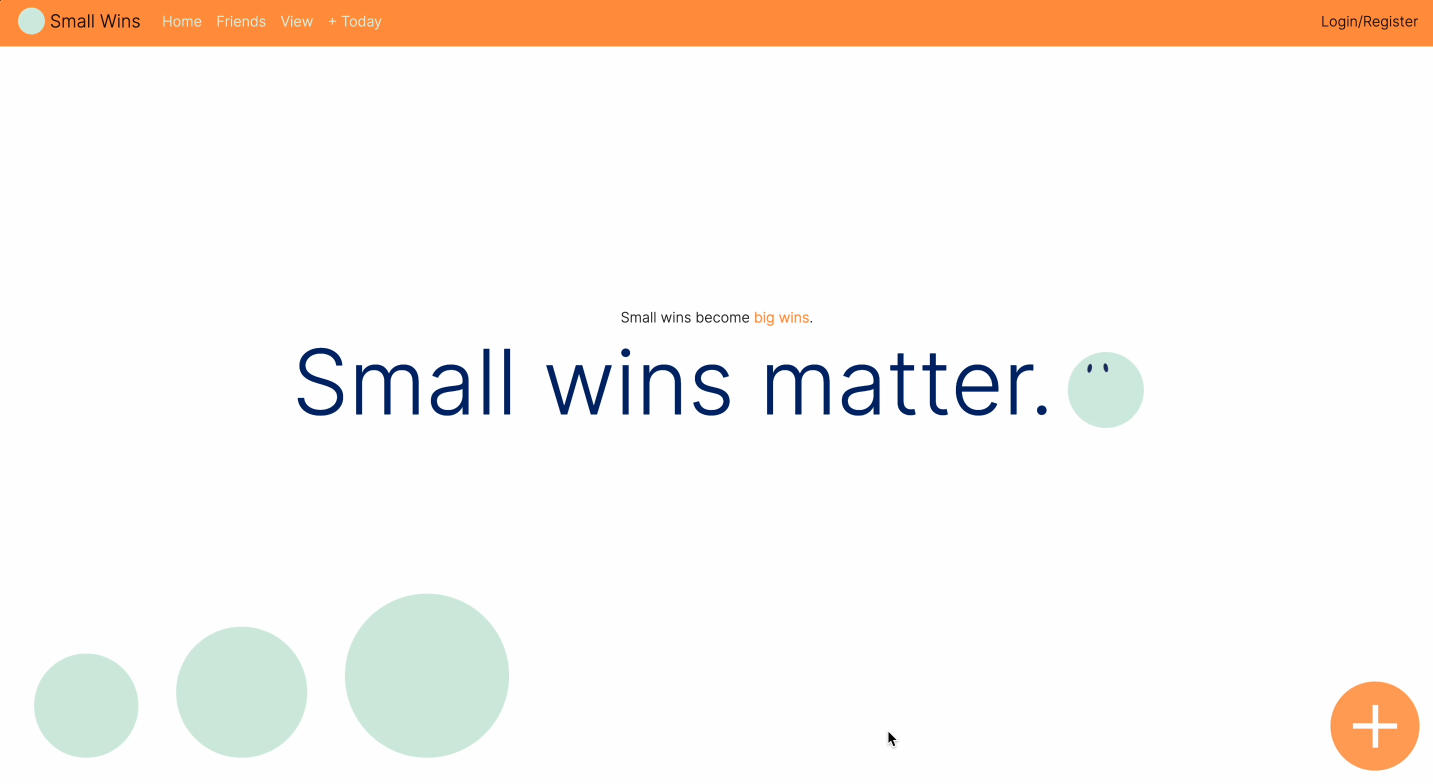 Small Wins Home Friends View + Today Login/Register
Small wins become big wins.
Small wins matter.